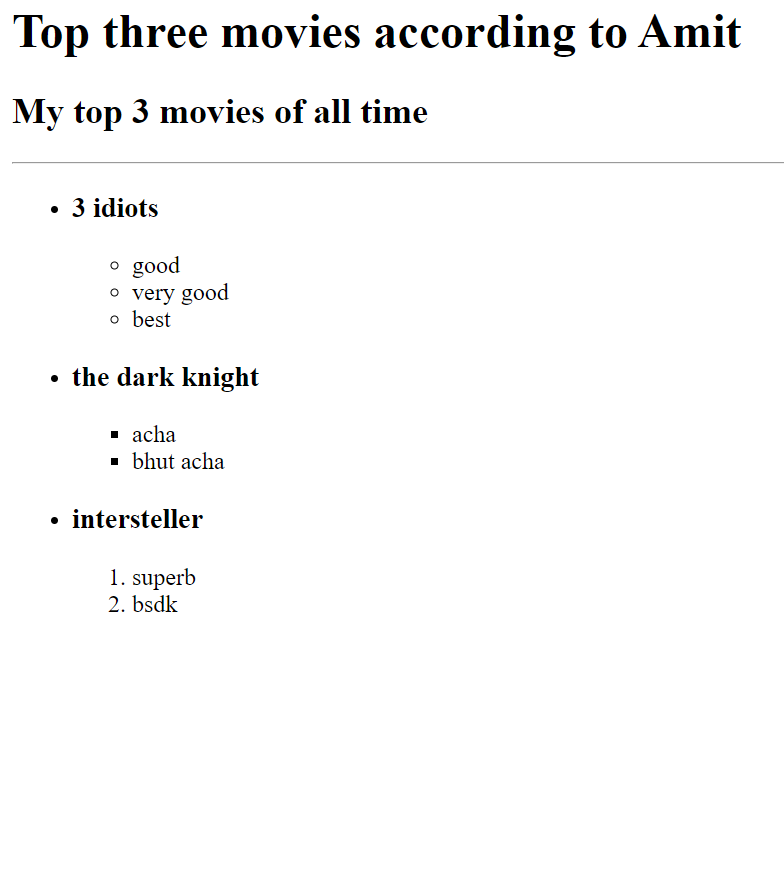 Top three movies according to Amit
My top 3 movies of all time
3 idiots
good
very good
best
the dark knight
acha
bhut acha
intersteller
1. superb
2. bsdk